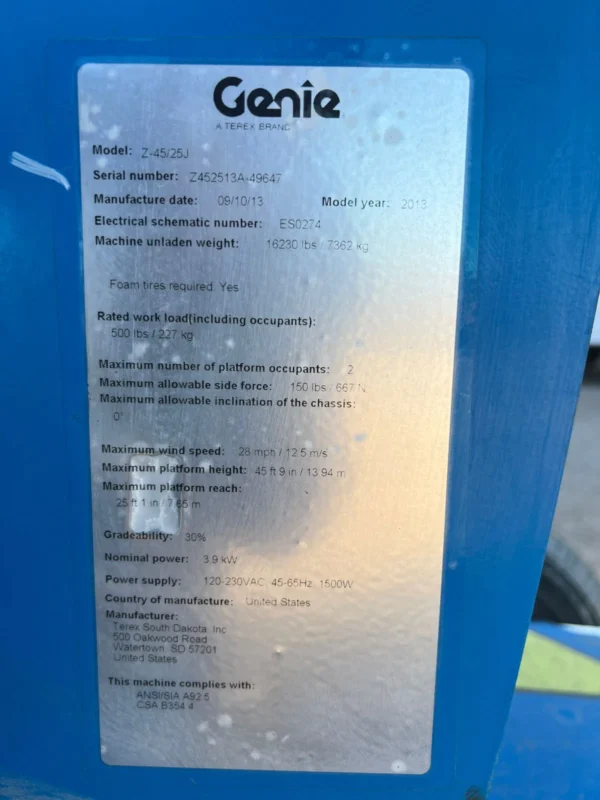 Genie
A TEREX BRAND
Model: Z-45/25J
Serial number: Z452513A-49647
Manufacture date: 09/10/13 Model year: 2013
Electrical schematic number: ES0274
Machine unladen weight: 16230 lbs / 7362 kg
Foam tires required Yes
Rated work load(including occupants):
500 lbs / 227 kg
Maximum number of platform occupants: 2
Maximum allowable side force: 150 lbs / 667 N
Maximum allowable inclination of the chassis:
0°
Maximum wind speed: 28 mph / 12.5 m/s
Maximum platform height: 45 ft 9 in / 13.94 m
Maximum platform reach:
25 ft 1 in / 7.65 m
Gradeability: 30%
Nominal power: 3.9 kW
Power supply: 120-230VAC, 45-65Hz, 1500W
Country of manufacture: United States
Manufacturer:
Terex South Dakota, Inc
500 Oakwood Road
Watertown, SD 57201
United States
This machine complies with:
ANSI/SIA A92.5
CSA B354.4